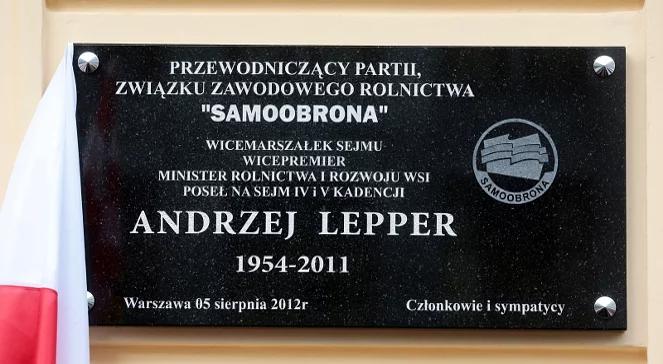 PRZEWODNICZĄCY PARTII,
ZWIĄZKU ZAWODOWEGO ROLNICTWA
"SAMOOBRONA"
WICEMARSZAŁEK SEJMU
WICEPREMIER
MINISTER ROLNICTWA I ROZWOJU WSI
POSEŁ NA SEJM IV i V KADENCJI
SAMOOBRONA
ANDRZEJ LEPPER
1954-2011
Warszawa 05 sierpnia 2012r
Członkowie i sympatycy